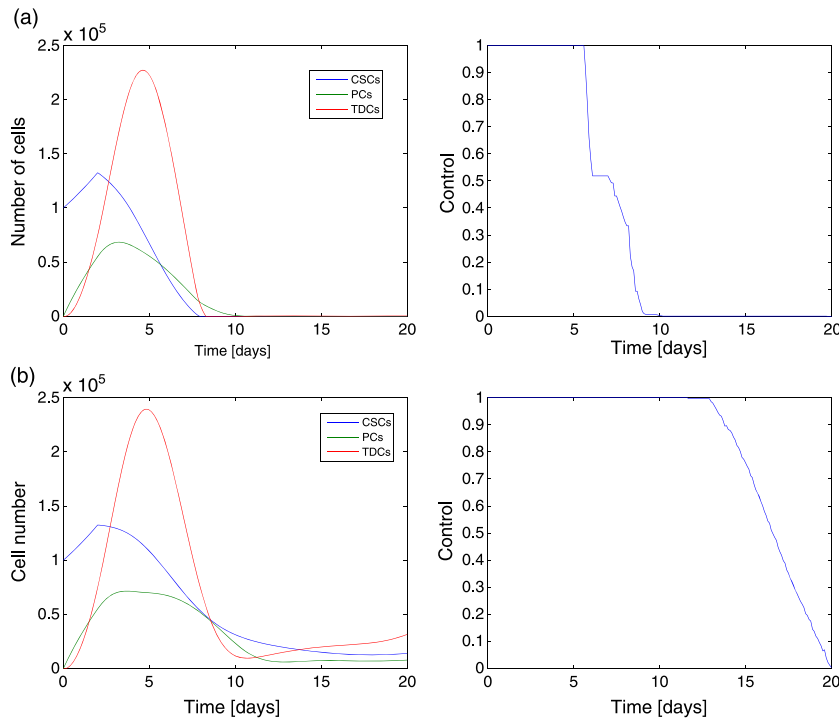 (a)
x 10^5
2.5
2
1.5
1
0.5
0
0 5 10 15 20
Number of cells
Time [days]
CSCs
PCs
TDCs
1
0.9
0.8
0.7
0.6
0.5
0.4
0.3
0.2
0.1
0
0 5 10 15 20
Control
Time [days]
(b)
x 10^5
2.5
2
1.5
1
0.5
0
0 5 10 15 20
Cell number
Time [days]
CSCs
PCs
TDCs
1
0.9
0.8
0.7
0.6
0.5
0.4
0.3
0.2
0.1
0
0 5 10 15 20
Control
Time [days]